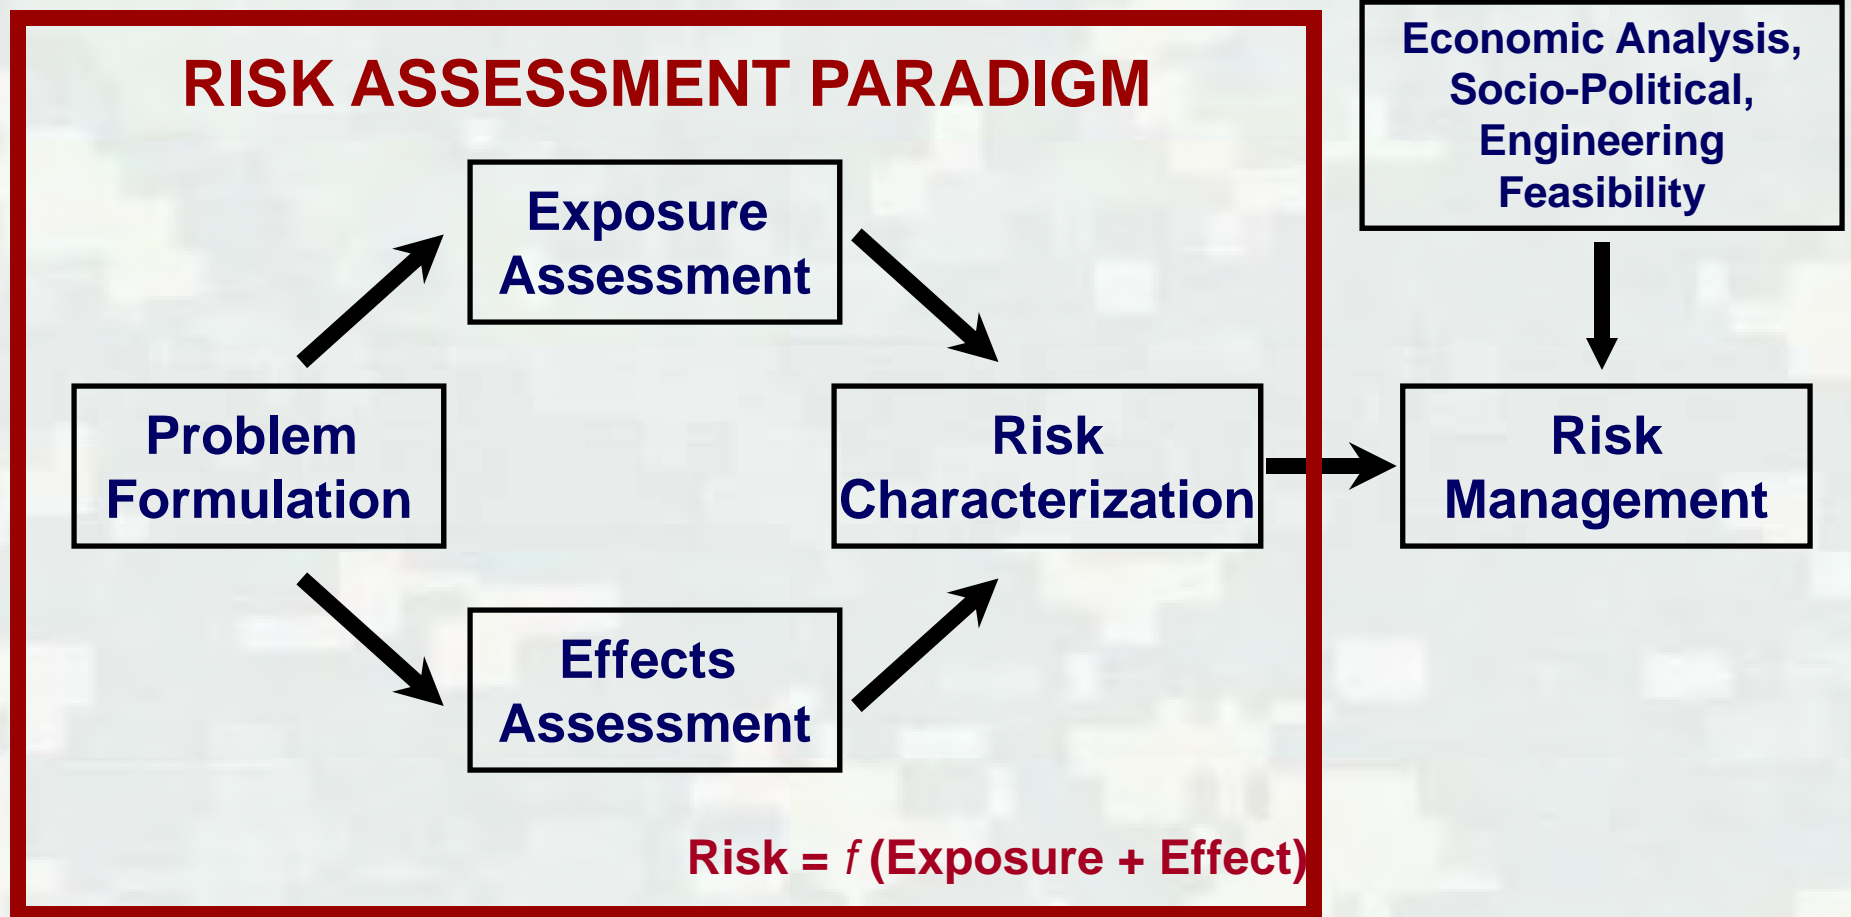 RISK ASSESSMENT PARADIGM
Economic Analysis,
Socio-Political,
Engineering
Feasibility
Exposure
Assessment
Problem
Formulation
Risk
Characterization
Risk
Management
Effects
Assessment
Risk = f (Exposure + Effect)